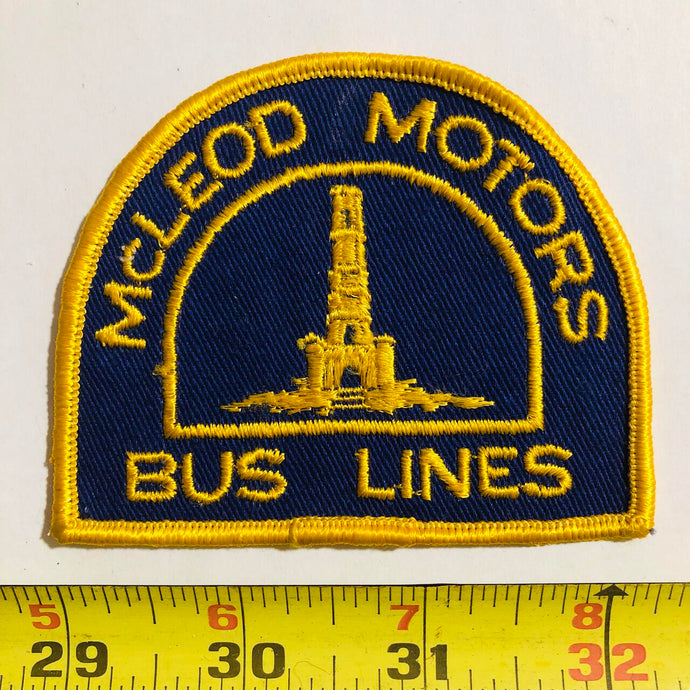 McLEOD MOTORS
BUS LINES
5 6 7 8
29 30 31 32